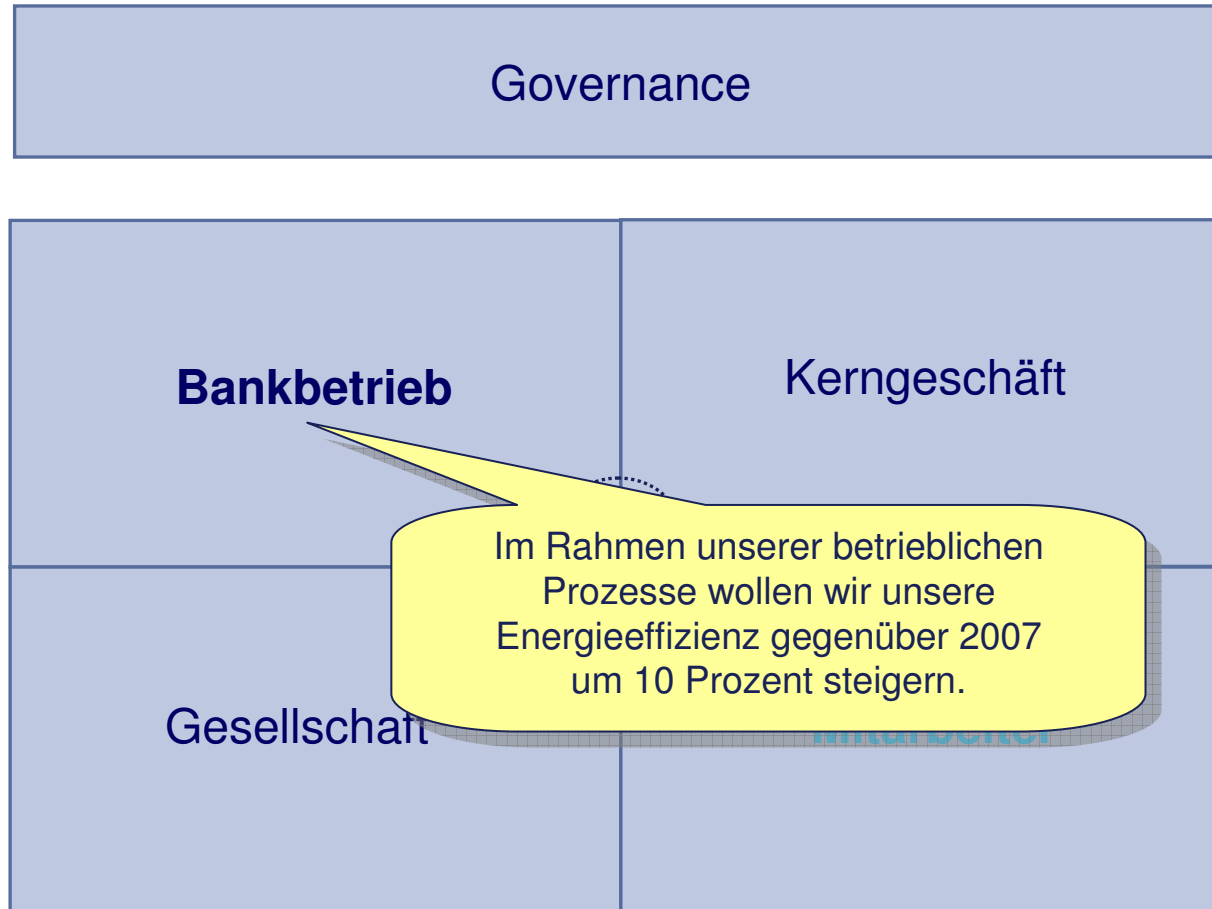 Governance
Bankbetrieb
Kerngeschäft
Im Rahmen unserer betrieblichen
Prozesse wollen wir unsere
Energieeffizienz gegenüber 2007
um 10 Prozent steigern.
Gesellschaft
Mitarbeiter